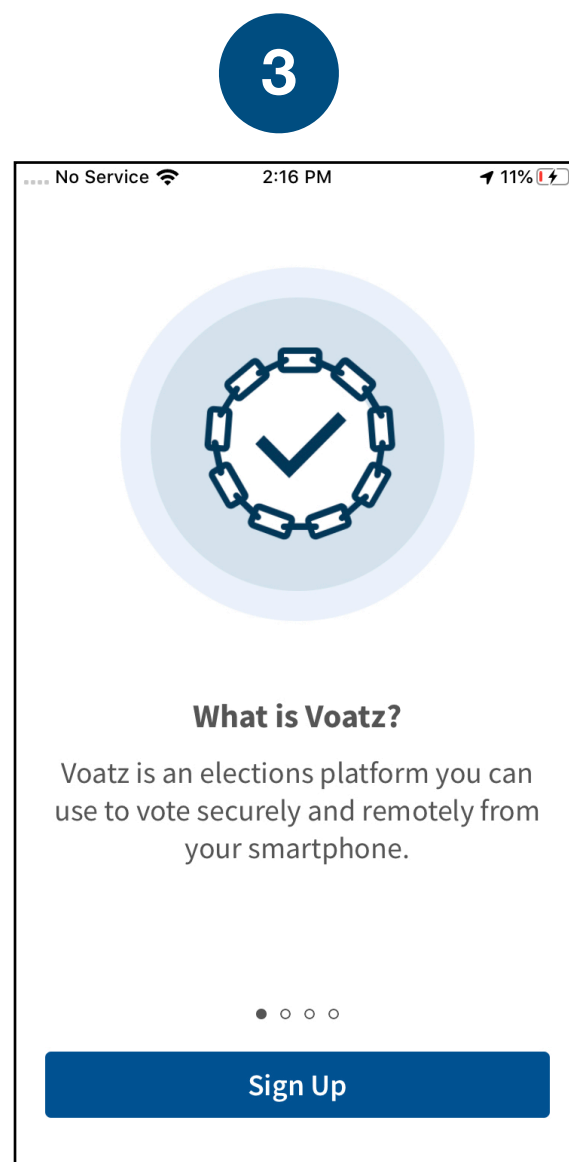 3
No Service 2:16 PM 11%
What is Voatz?
Voatz is an elections platform you can
use to vote securely and remotely from
your smartphone.
Sign Up